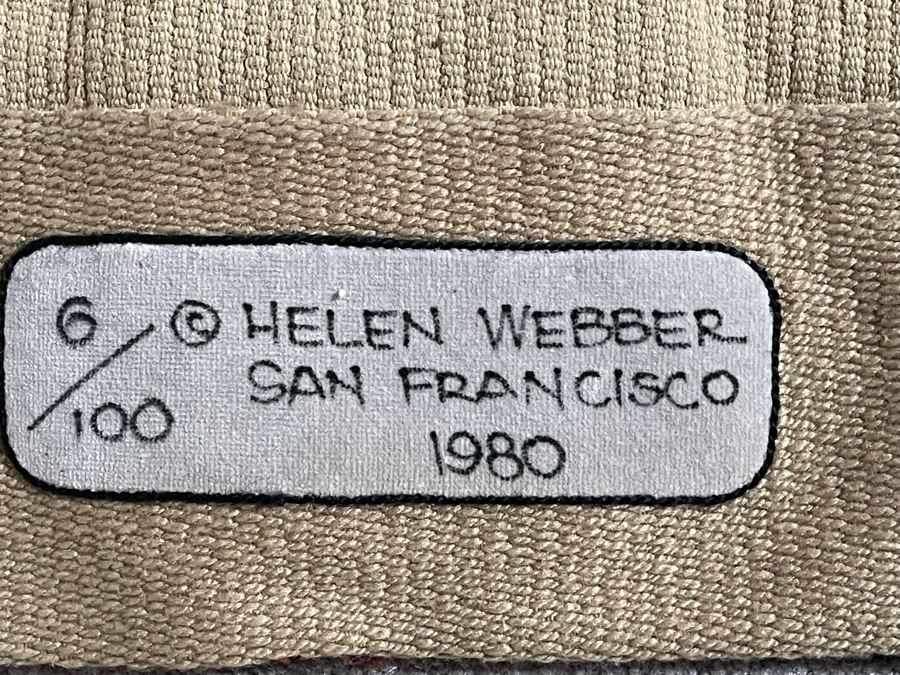 6/100 © HELEN WEBBER
SAN FRANCISCO
1980